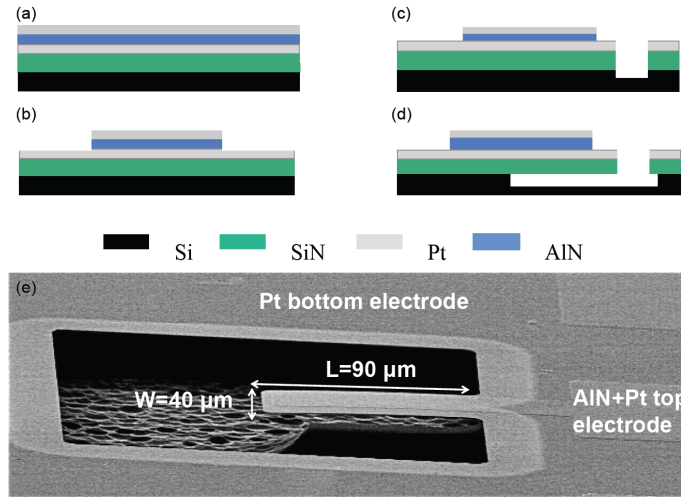 (a)
(c)
(b)
(d)
Si
SiN
Pt
AlN
(e)
Pt bottom electrode
L=90 µm
W=40 µm
AlN+Pt top
electrode